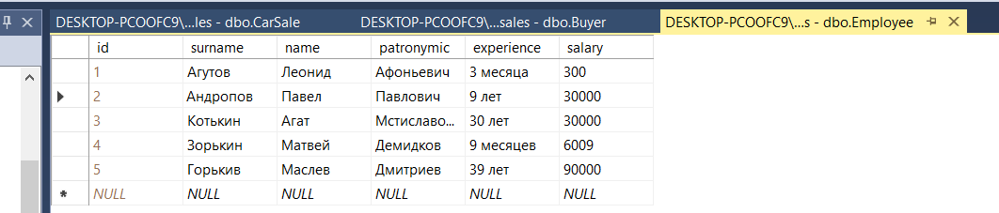 DESKTOP-PCOOFC9\...les - dbo.CarSale DESKTOP-PCOOFC9\...sales - dbo.Buyer DESKTOP-PCOOFC9\...s - dbo.Employee
id surname name patronymic experience salary
1 Агутов Леонид Афоньевич 3 месяца 300
2 Андропов Павел Павлович 9 лет 30000
3 Котькин Агат Мстиславо... 30 лет 30000
4 Зорькин Матвей Демидков 9 месяцев 6009
5 Горькив Маслев Дмитриев 39 лет 90000
NULL NULL NULL NULL NULL NULL